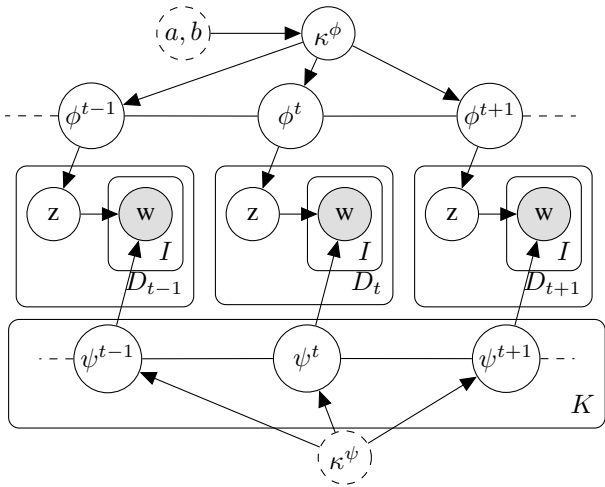 a, b κ^ϕ
ϕ^{t−1} ϕ^t ϕ^{t+1}
z w z w z w
I I I
D_{t−1} D_t D_{t+1}
ψ^{t−1} ψ^t ψ^{t+1}
K
κ^ψ